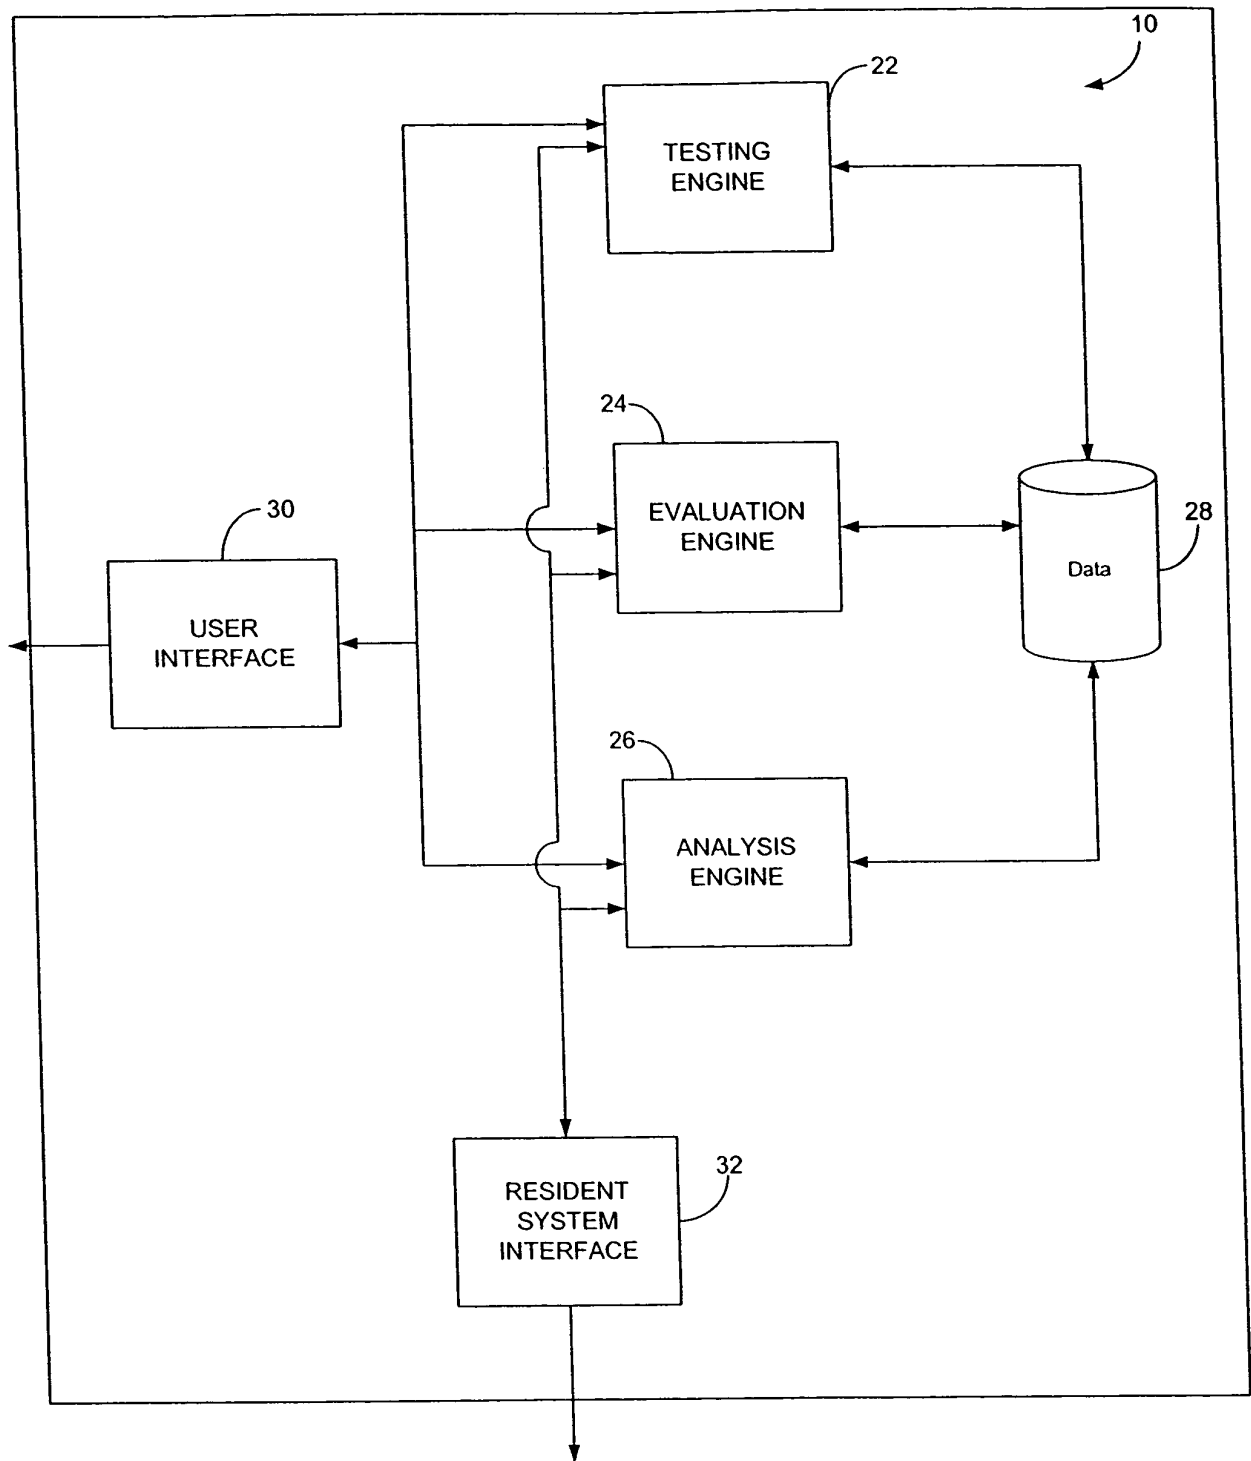 10
22
TESTING
ENGINE
24
EVALUATION
ENGINE
30
28
Data
USER
INTERFACE
26
ANALYSIS
ENGINE
32
RESIDENT
SYSTEM
INTERFACE